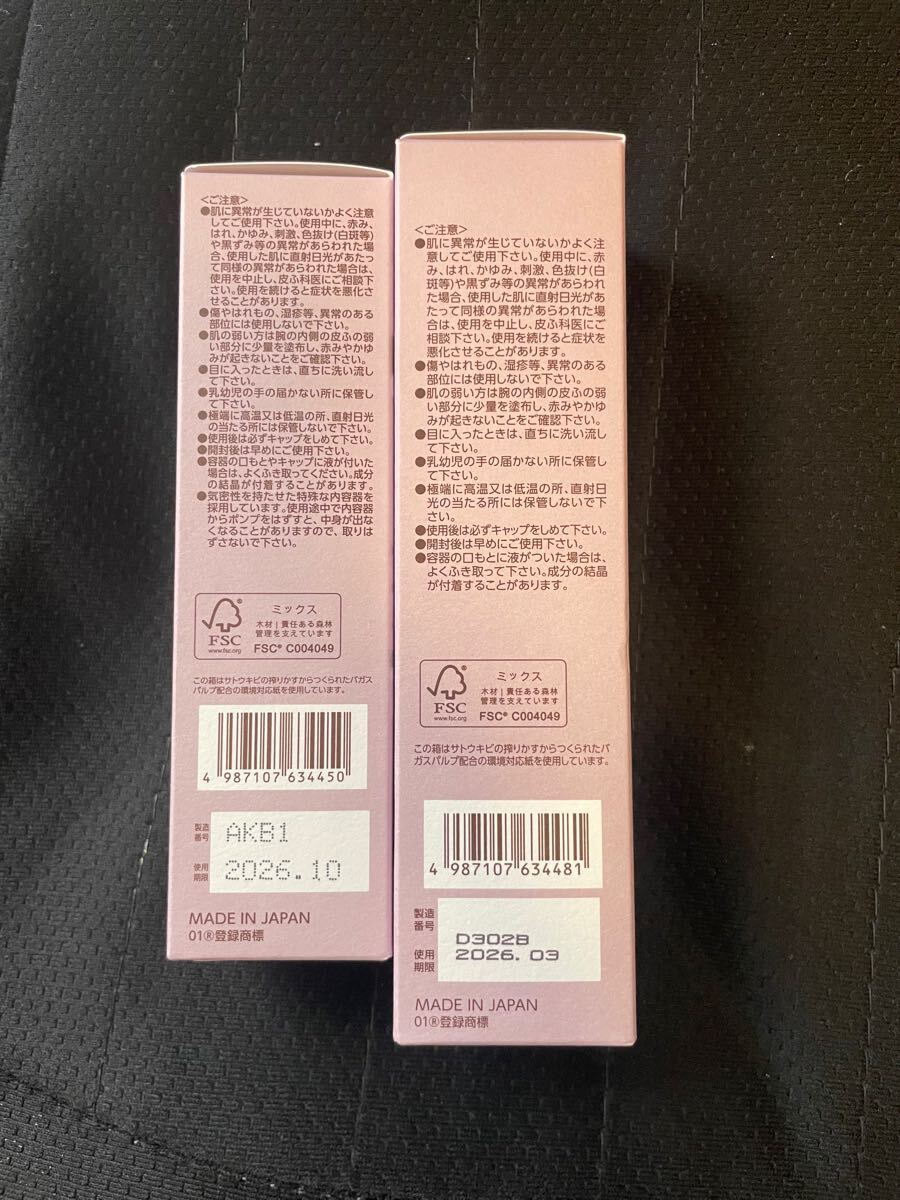 <ご注意>
●肌に異常が生じていないかよく注意
してご使用下さい。使用中に、赤み、
はれ、かゆみ、刺激、色抜け(白斑等)
や黒ずみ等の異常があらわれた場
合、使用した肌に直射日光があたっ
て同様の異常があらわれた場合は、
使用を中止し、皮ふ科医にご相談下
さい。使用を続けると症状を悪化さ
せることがあります。
●傷やはれもの、湿疹等、異常のある
部位には使用しないで下さい。
●肌の弱い方は腕の内側の皮ふの弱
い部分に少量を塗布し、赤みやかゆ
みが起きないことをご確認下さい。
●目に入ったときは、直ちに洗い流し
て下さい。
●乳幼児の手の届かない所に保管し
て下さい。
●極端に高温又は低温の所、直射日光
の当たる所には保管しないで下さい。
●使用後は必ずキャップをしめて下さい。
●開封後は早めにご使用下さい。
●容器の口もとやキャップに液が付いた
場合は、よくふき取ってください。成分
の結晶が付着することがあります。
●気密性を持たせた特殊な内容器を
採用しています。使用途中で内容器
からポンプをはずすと、中身が出な
くなることがありますので、取りは
ずさないで下さい。
FSC®
www.fsc.org
ミックス
木材|責任ある森林
管理を支えています
FSC® C004049
この箱はサトウキビの搾りかすからつくられたバガス
パルプ配合の環境対応紙を使用しています。
4 987107 634450
製造
番号
AKB1
使用
期限
2026.10
MADE IN JAPAN
01®登録商標
<ご注意>
●肌に異常が生じていないかよく注
意してご使用下さい。使用中に、赤
み、はれ、かゆみ、刺激、色抜け(白
斑等)や黒ずみ等の異常があらわれ
た場合、使用した肌に直射日光があ
たって同様の異常があらわれた場合
は、使用を中止し、皮ふ科医にご
相談下さい。使用を続けると症状を
悪化させることがあります。
●傷やはれもの、湿疹等、異常のある
部位には使用しないで下さい。
●肌の弱い方は腕の内側の皮ふの弱
い部分に少量を塗布し、赤みやかゆ
みが起きないことをご確認下さい。
●目に入ったときは、直ちに洗い流し
て下さい。
●乳幼児の手の届かない所に保管し
て下さい。
●極端に高温又は低温の所、直射日
光の当たる所には保管しないで下
さい。
●使用後は必ずキャップをしめて下さい。
●開封後は早めにご使用下さい。
●容器の口もとに液がついた場合は、
よくふき取って下さい。成分の結晶
が付着することがあります。
FSC®
www.fsc.org
ミックス
木材|責任ある森林
管理を支えています
FSC® C004049
この箱はサトウキビの搾りかすからつくられたバ
ガスパルプ配合の環境対応紙を使用しています。
4 987107 634481
製造
番号
D302B
使用
期限
2026.03
MADE IN JAPAN
01®登録商標